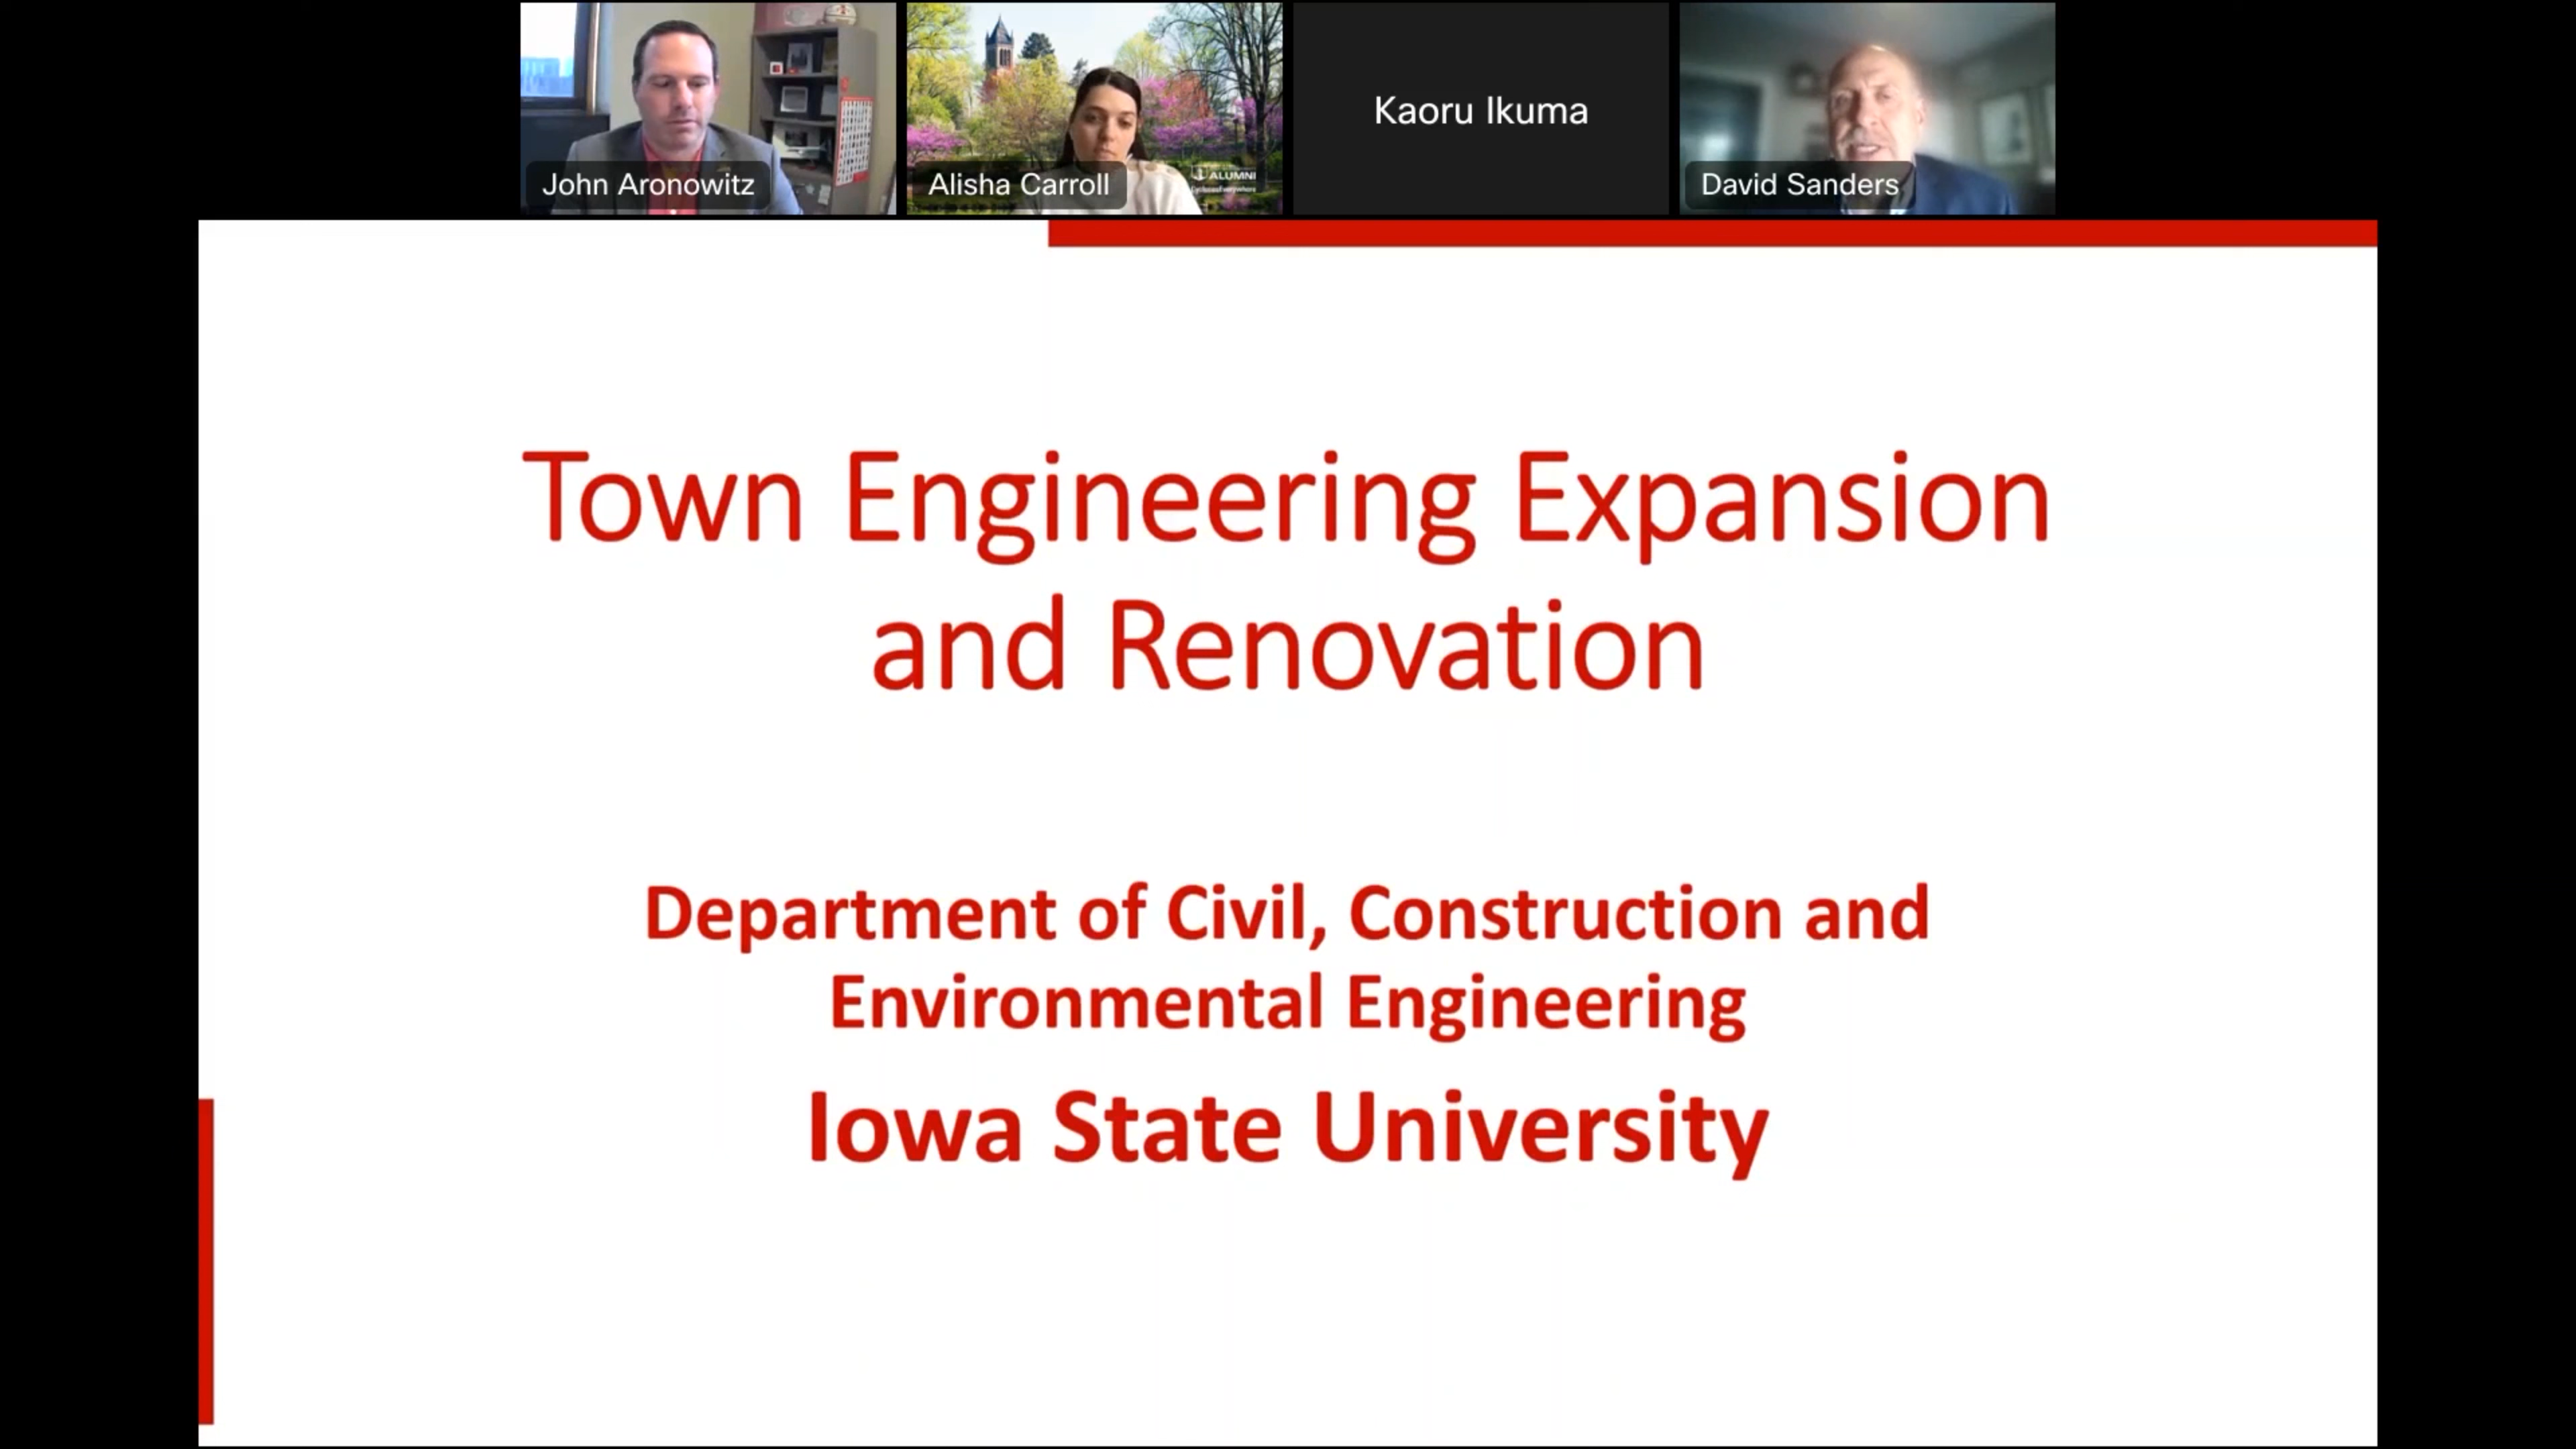 John Aronowitz
Alisha Carroll
ALUMNI
Kaoru Ikuma
David Sanders
Town Engineering Expansion
and Renovation
Department of Civil, Construction and
Environmental Engineering
Iowa State University